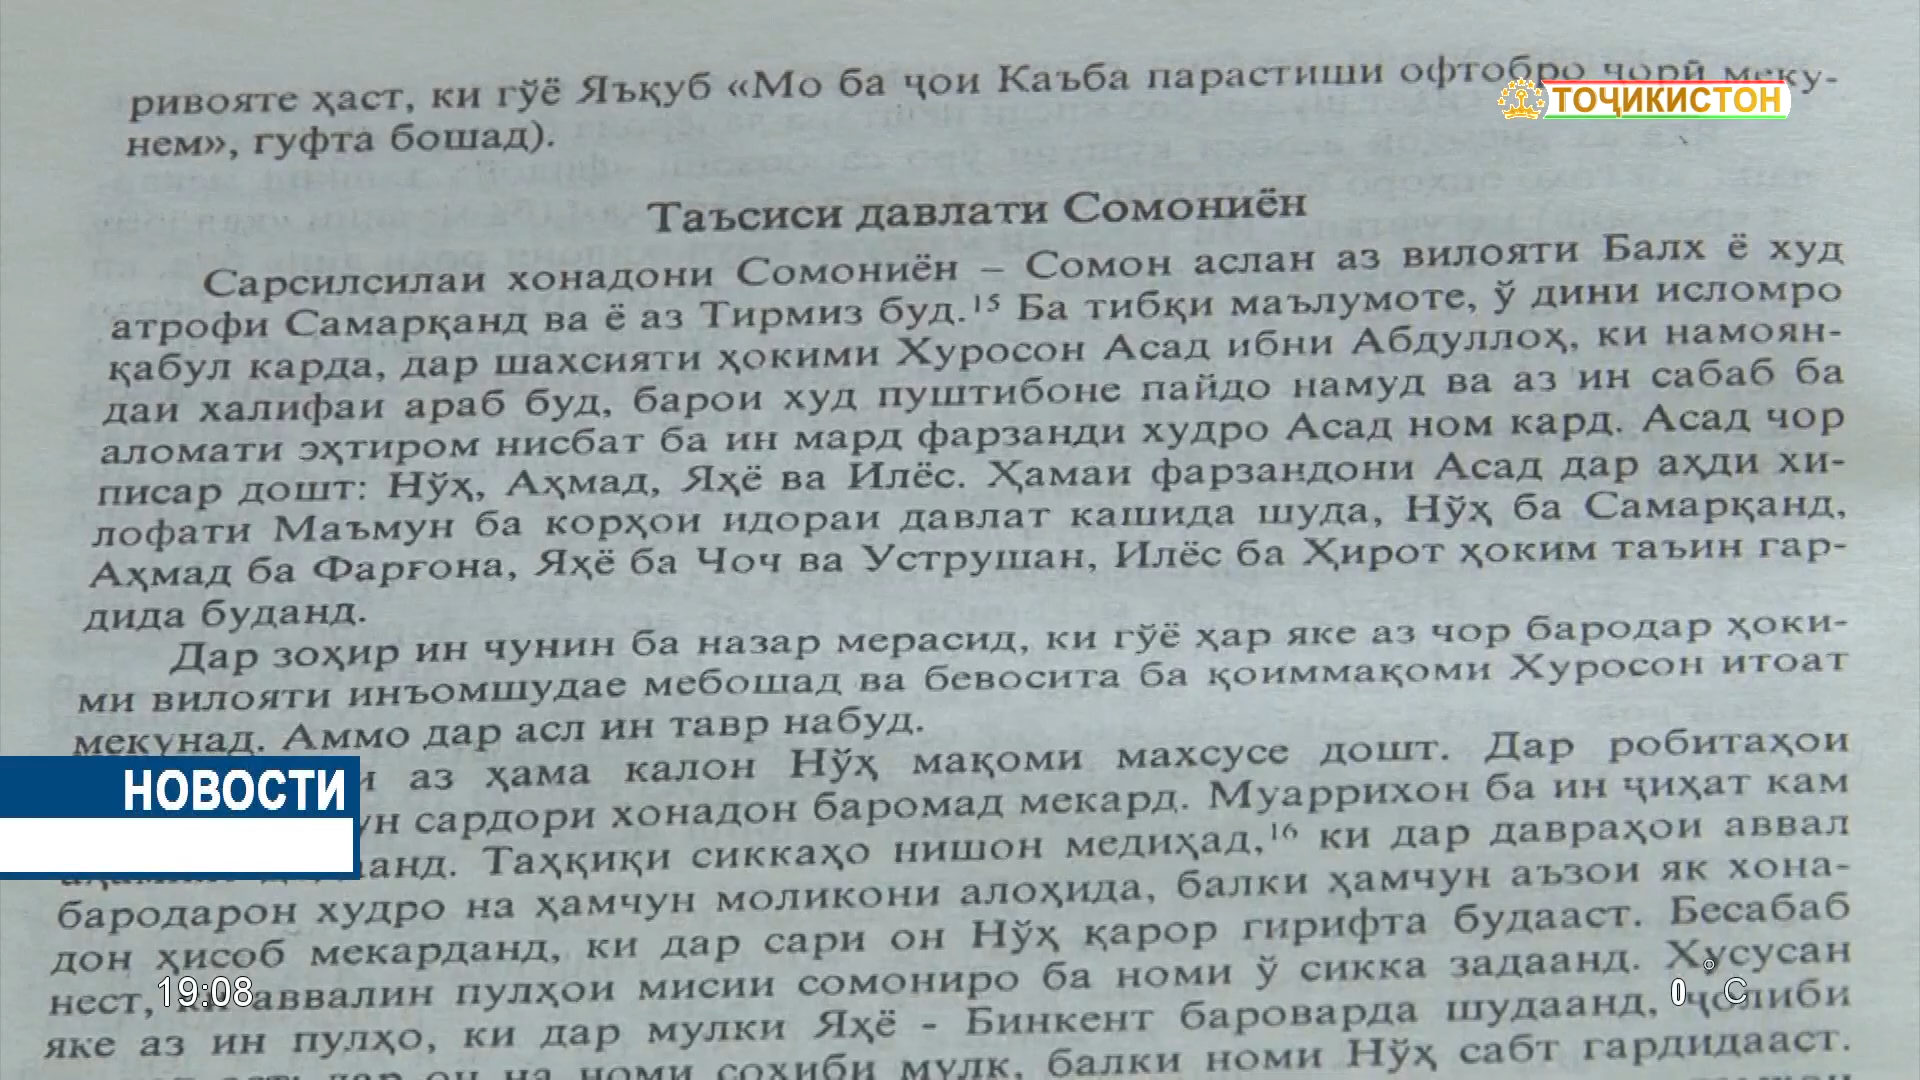 ривояте ҳаст, ки гӯё Яъқуб «Мо ба ҷои Каъба парастиши офтобро ҷорӣ меку-
ТОҶИКИСТОН
нем», гуфта бошад).
Таъсиси давлати Сомониён
Сарсилсилаи хонадони Сомониён – Сомон аслан аз вилояти Балх ё худ
атрофи Самарқанд ва ё аз Тирмиз буд.¹⁵ Ба тибқи маълумоте, ӯ дини исломро
қабул карда, дар шахсияти ҳокими Хуросон Асад ибни Абдуллоҳ, ки намоян-
даи халифаи араб буд, барои худ пуштибоне пайдо намуд ва аз ин сабаб ба
аломати эҳтиром нисбат ба ин мард фарзанди худро Асад ном кард. Асад чор
писар дошт: Нӯҳ, Аҳмад, Яҳё ва Илёс. Ҳамаи фарзандони Асад дар аҳди хи-
лофати Маъмун ба корҳои идораи давлат кашида шуда, Нӯҳ ба Самарқанд,
Аҳмад ба Фарғона, Яҳё ба Чоч ва Уструшан, Илёс ба Ҳирот ҳоким таъин гар-
дида буданд.
Дар зоҳир ин чунин ба назар мерасид, ки гӯё ҳар яке аз чор бародар ҳоки-
ми вилояти инъомшудае мебошад ва бевосита ба қоиммақоми Хуросон итоат
мекунад. Аммо дар асл ин тавр набуд.
аз ҳама калон Нӯҳ мақоми махсусе дошт. Дар робитаҳои
НОВОСТИ
сардори хонадон баромад мекард. Муаррихон ба ин ҷиҳат кам
Таҳқиқи сиккаҳо нишон медиҳад,¹⁶ ки дар давраҳои аввал
бародарон худро на ҳамчун моликони алоҳида, балки ҳамчун аъзои як хона-
дон ҳисоб мекарданд, ки дар сари он Нӯҳ қарор гирифта будааст. Бесабаб
нест, ки аввалин пулҳои мисии сомониро ба номи ӯ сикка задаанд. Хусусан
19:08
0 °C
яке аз ин пулҳо, ки дар мулки Яҳё - Бинкент бароварда шудаанд, ҷолиби
дар он на номи соҳиби мулк, балки номи Нӯҳ сабт гардидааст.